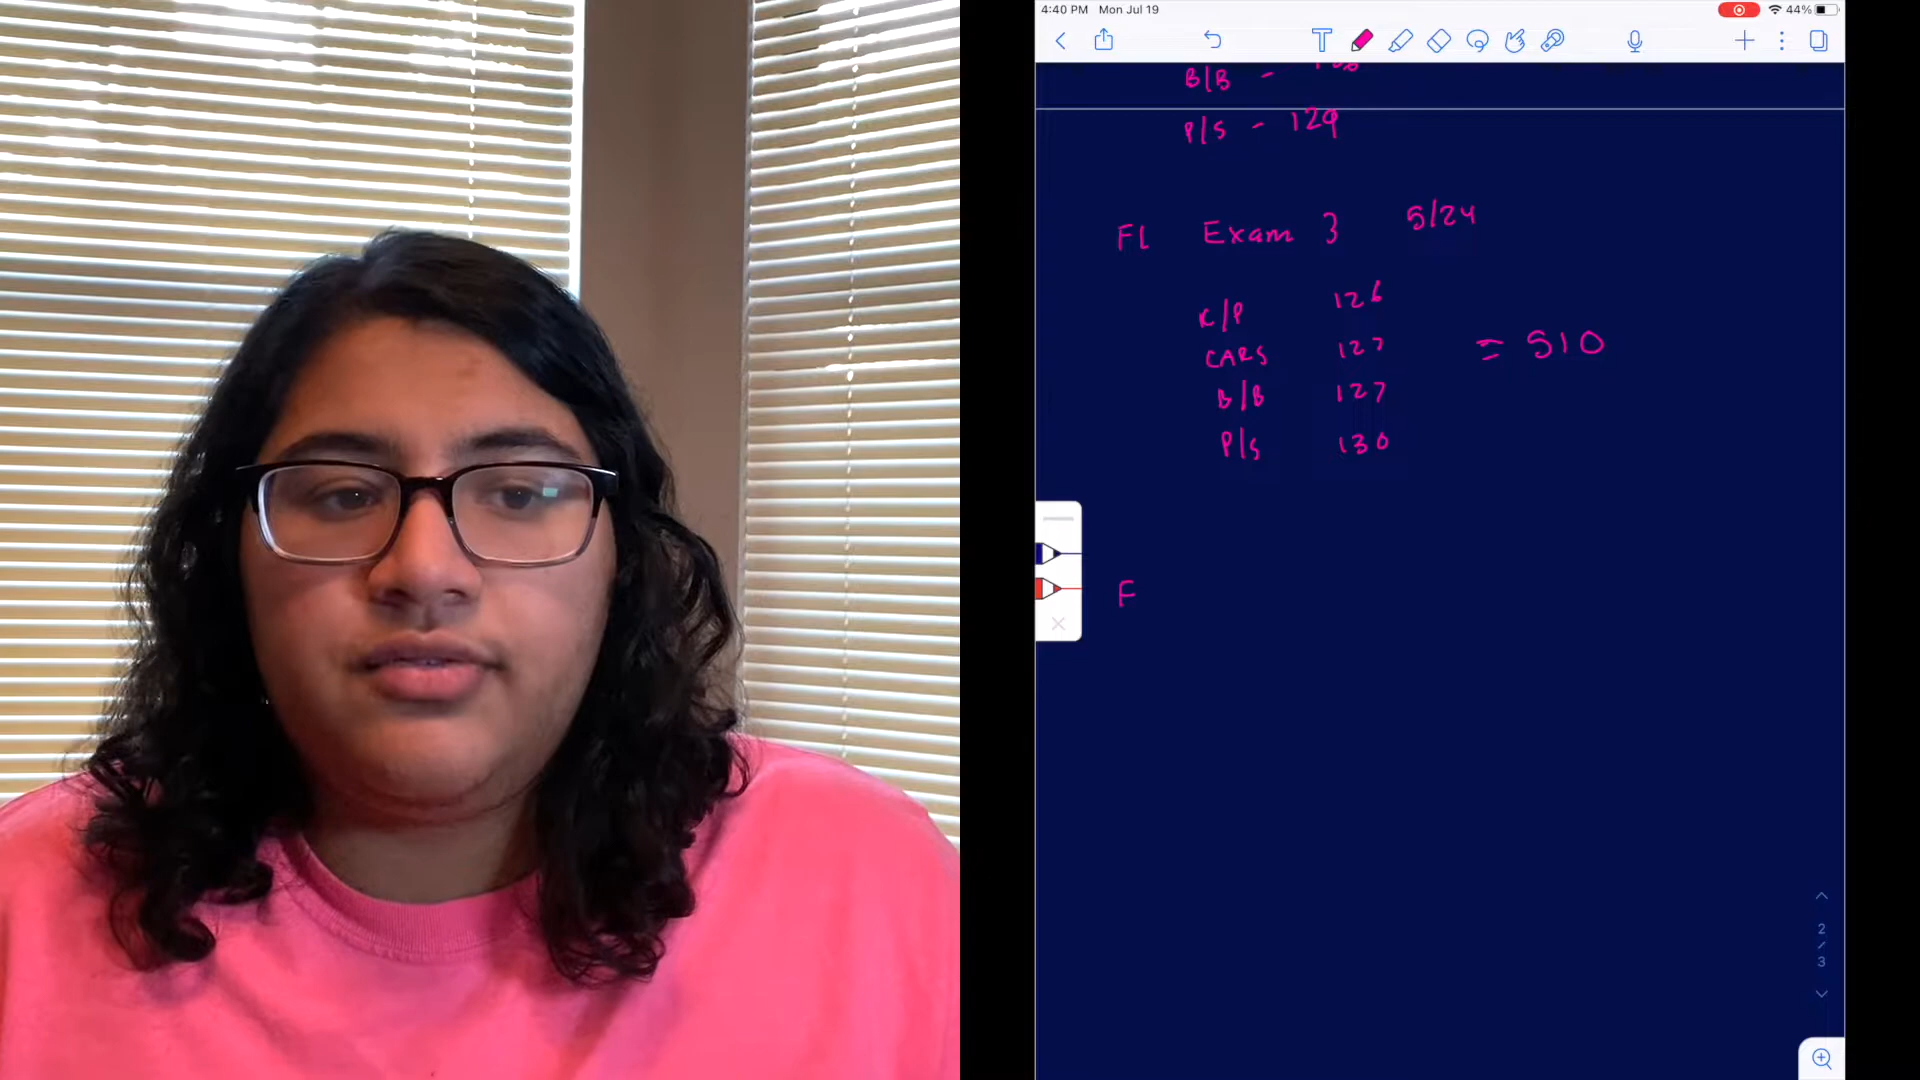 4:40 PM Mon Jul 19
44%
T
B/B -
P/S - 129
FL Exam 3 5/24
C/P 126
CARS 127
= 510
B/B 127
P/S 130
F
2
/
3